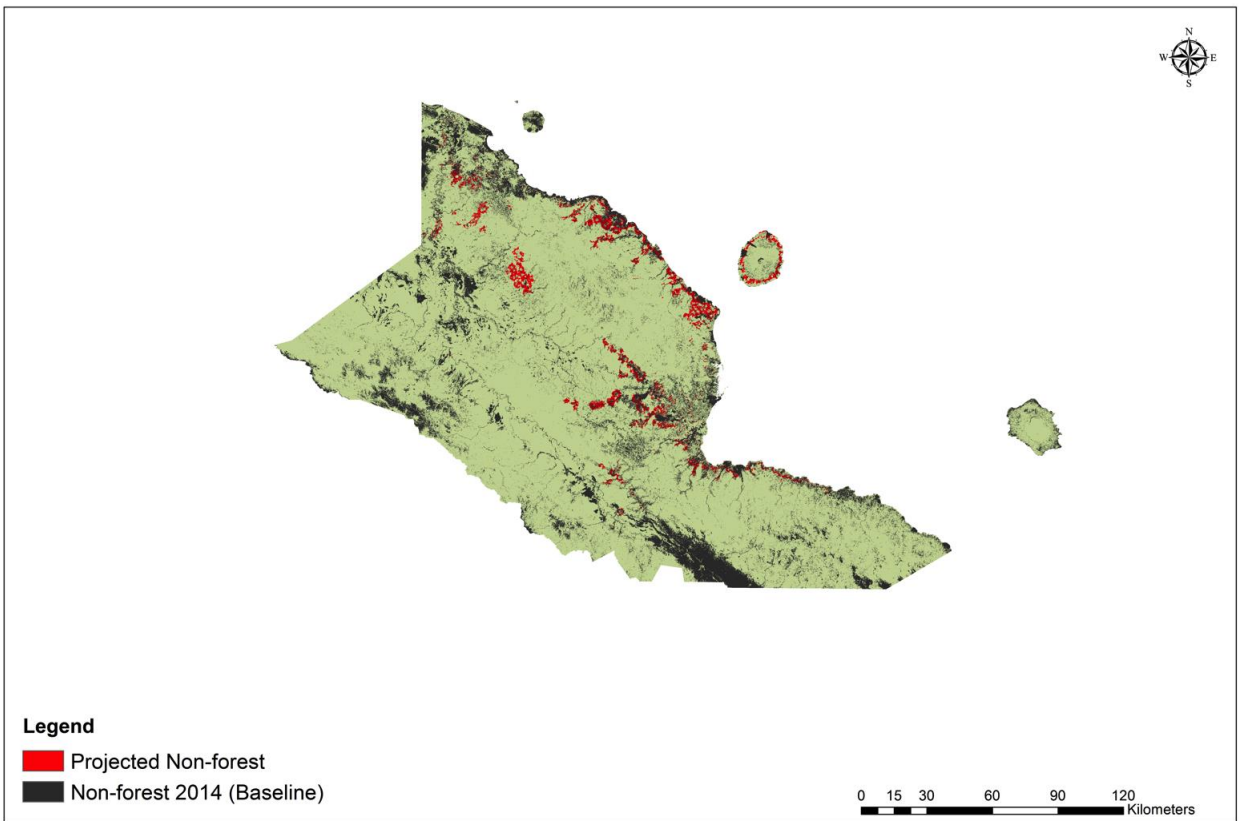 N
W E
S
Legend
Projected Non-forest
Non-forest 2014 (Baseline)
0 15 30 60 90 120
Kilometers